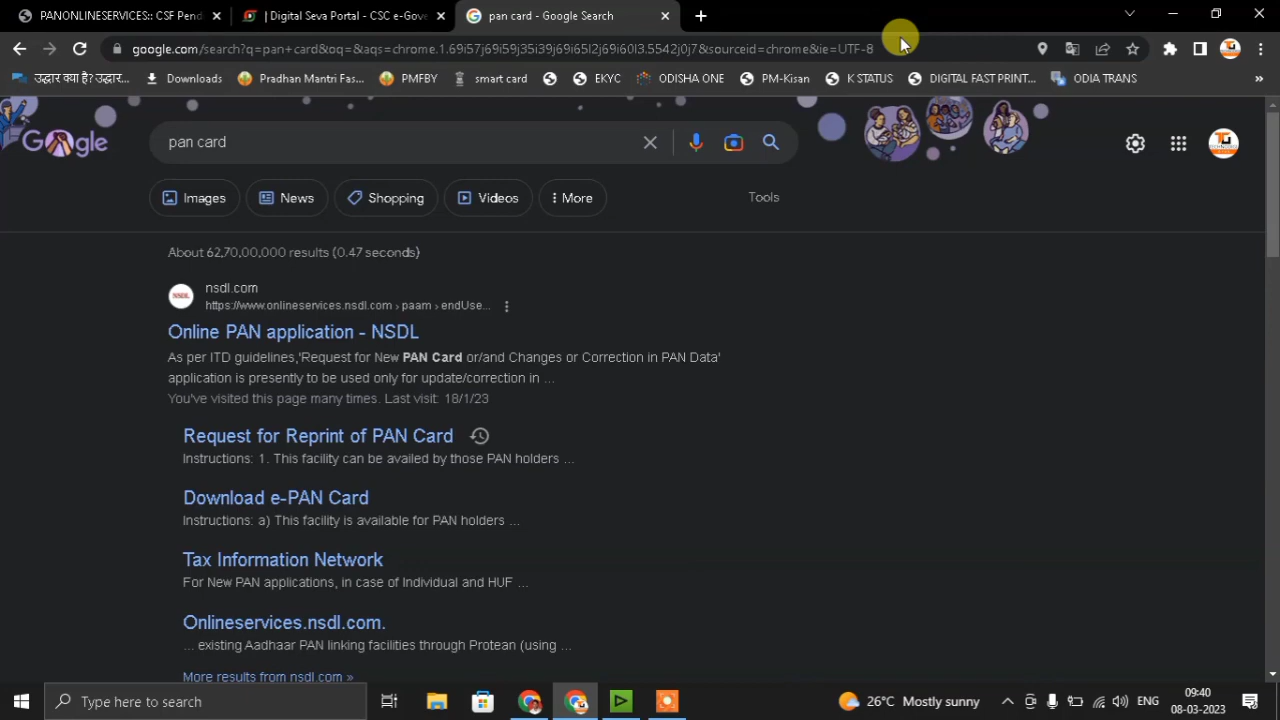 PANONLINESERVICES:: CSF Pend
| Digital Seva Portal - CSC e-Gove
pan card - Google Search
google.com/search?q=pan+card&oq=&aqs=chrome.1.69i57j69i59j35i39j69i65l2j69i60l3.5542j0j7&sourceid=chrome&ie=UTF-8
उद्धार क्या है? उद्धार...
Downloads
Pradhan Mantri Fas...
PMFBY
smart card
EKYC
ODISHA ONE
PM-Kisan
K STATUS
DIGITAL FAST PRINT...
ODIA TRANS
»
Google
pan card
Images
News
Shopping
Videos
More
Tools
About 62,70,00,000 results (0.47 seconds)
NSDL
nsdl.com
https://www.onlineservices.nsdl.com › paam › endUse...
Online PAN application - NSDL
As per ITD guidelines,'Request for New PAN Card or/and Changes or Correction in PAN Data'
application is presently to be used only for update/correction in ...
You've visited this page many times. Last visit: 18/1/23
Request for Reprint of PAN Card
Instructions: 1. This facility can be availed by those PAN holders ...
Download e-PAN Card
Instructions: a) This facility is available for PAN holders ...
Tax Information Network
For New PAN applications, in case of Individual and HUF ...
Onlineservices.nsdl.com.
... existing Aadhaar PAN linking facilities through Protean (using ...
More results from nsdl.com »
Type here to search
26°C Mostly sunny
ENG
09:40
08-03-2023